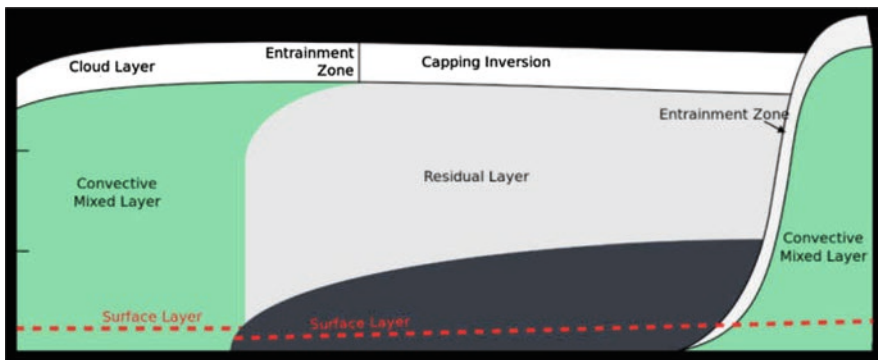 Cloud Layer
Entrainment
Zone
Capping Inversion
Entrainment Zone
Convective
Mixed Layer
Residual Layer
Convective
Mixed Layer
Surface Layer
Surface Layer